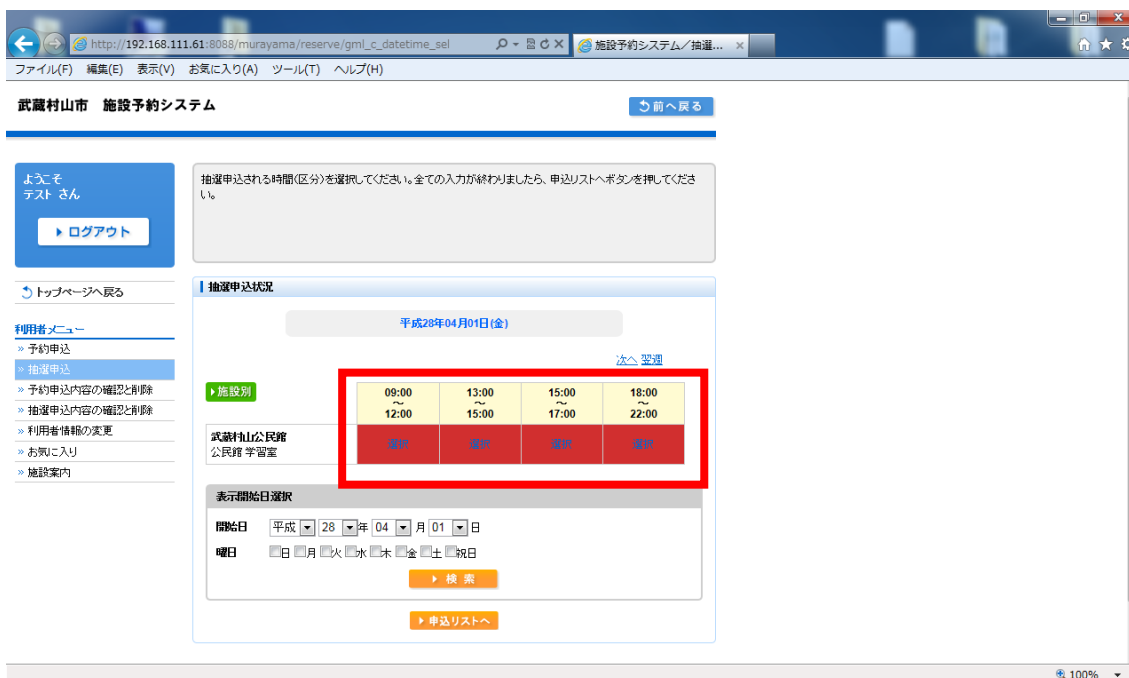 http://192.168.111.61:8088/murayama/reserve/gml_c_datetime_sel
施設予約システム／抽選...
ファイル(F) 編集(E) 表示(V) お気に入り(A) ツール(T) ヘルプ(H)
武蔵村山市 施設予約システム
前へ戻る
ようこそ
テスト さん
ログアウト
抽選申込される時間(区分)を選択してください。全ての入力が終わりましたら、申込リストへボタンを押してくださ
い。
トップページへ戻る
利用者メニュー
» 予約申込
» 抽選申込
» 予約申込内容の確認と削除
» 抽選申込内容の確認と削除
» 利用者情報の変更
» お気に入り
» 施設案内
抽選申込状況
平成28年04月01日(金)
次へ 翌週
施設別
09:00 13:00 15:00 18:00
～ ～ ～ ～
12:00 15:00 17:00 22:00
武蔵村山公民館
公民館 学習室
選択 選択 選択 選択
表示開始日選択
開始日 平成 28 年 04 月 01 日
曜日 日 月 火 水 木 金 土 祝日
検 索
申込リストへ
100%